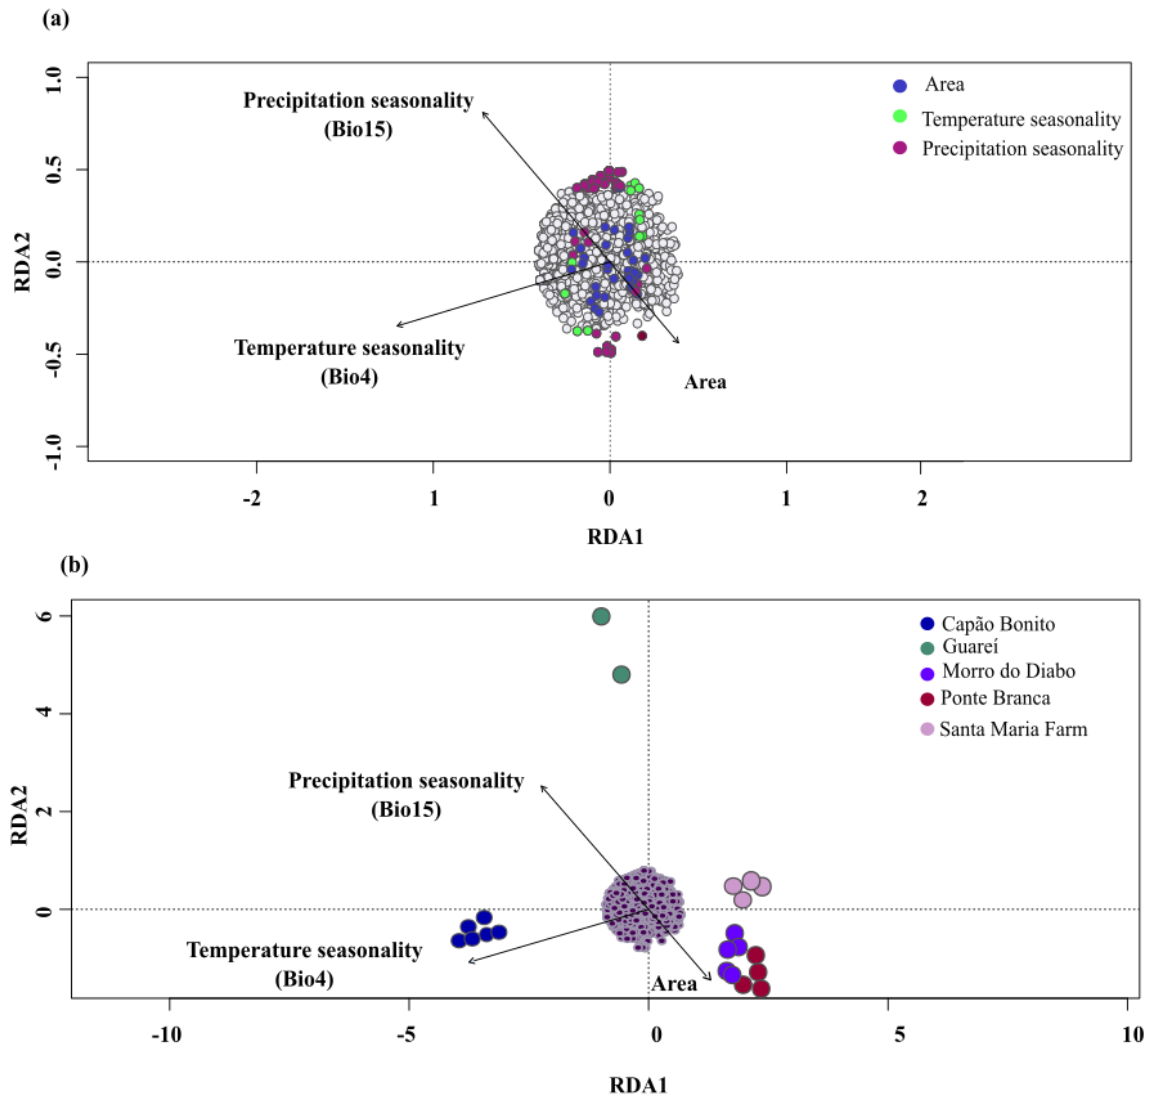 (a)
Precipitation seasonality
(Bio15)
Area
Temperature seasonality
Precipitation seasonality
1.0
0.5
0.0
-0.5
-1.0
RDA2
Temperature seasonality
(Bio4)
Area
-2
1
0
1
2
RDA1
(b)
6
4
2
0
RDA2
Capão Bonito
Guareí
Morro do Diabo
Ponte Branca
Santa Maria Farm
Precipitation seasonality
(Bio15)
Temperature seasonality
(Bio4)
Area
-10
-5
0
5
10
RDA1